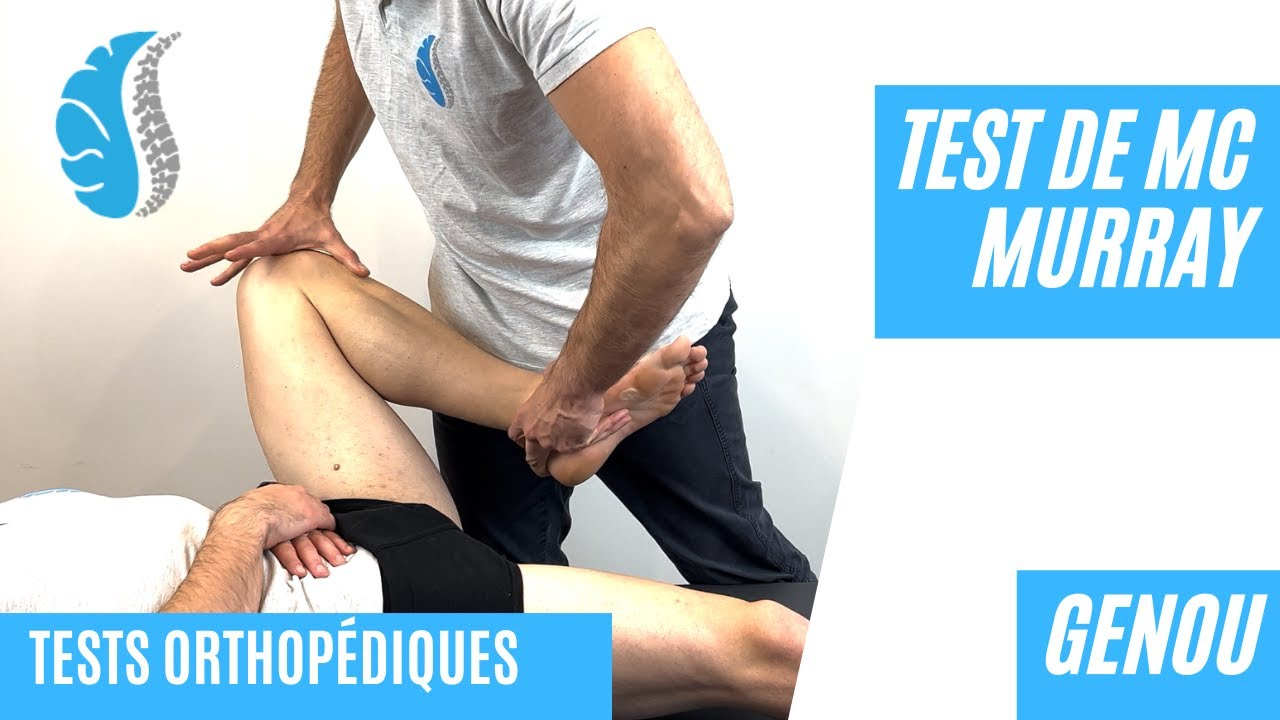 TEST DE MC
MURRAY
TESTS ORTHOPÉDIQUES
GENOU